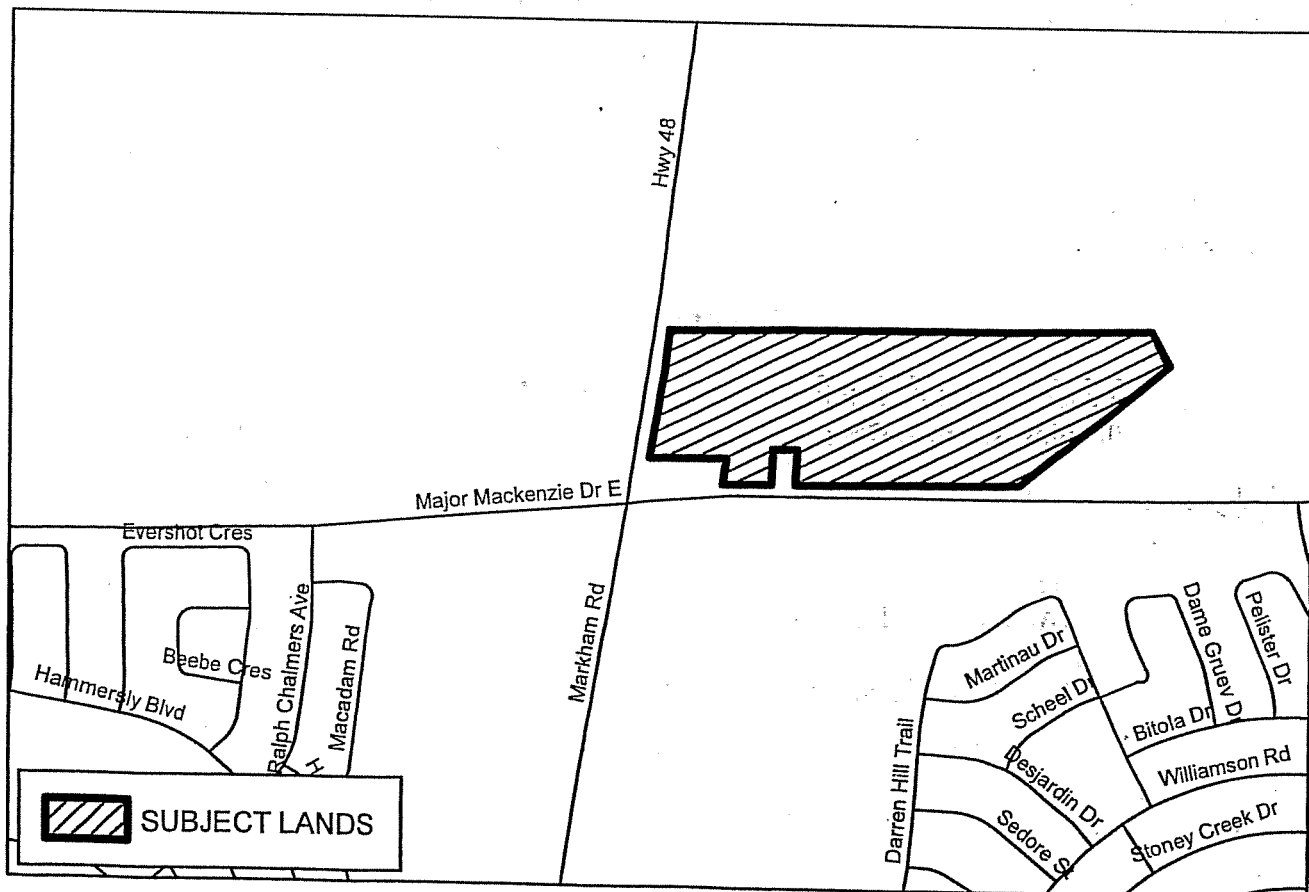 Hwy 48
Major Mackenzie Dr E
Evershot Cres
Beebe Cres
Hammersly Blvd
Ralph Chalmers Ave
Macadam Rd
H
Markham Rd
Darren Hill Trail
Martinau Dr
Scheel Dr
Desjardin Dr
Sedore St
Dame Gruev D
Pelister Dr
Bitola Dr
Williamson Rd
Stoney Creek Dr
SUBJECT LANDS